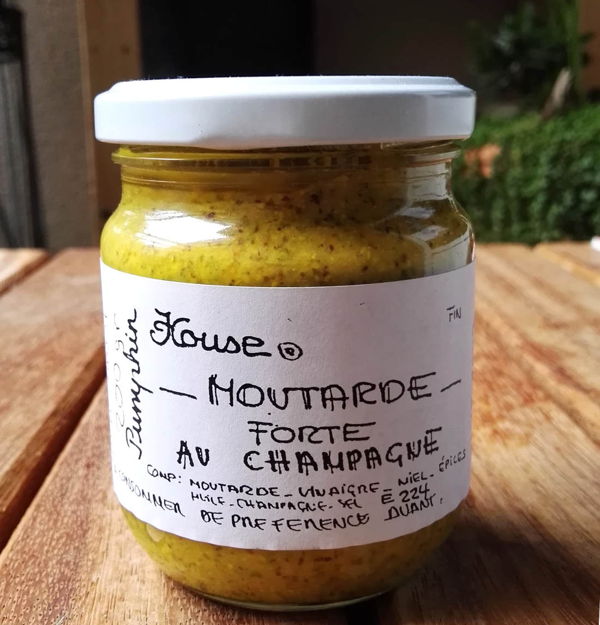 Pumpkin
House
FIN
— MOUTARDE —
FORTE
AU CHAMPAGNE
COMP: MOUTARDE - VINAIGRE - MIEL - ÉPICES
HUILE - CHAMPAGNE - SEL E 224
CONSOMMER DE PREFERENCE AVANT: